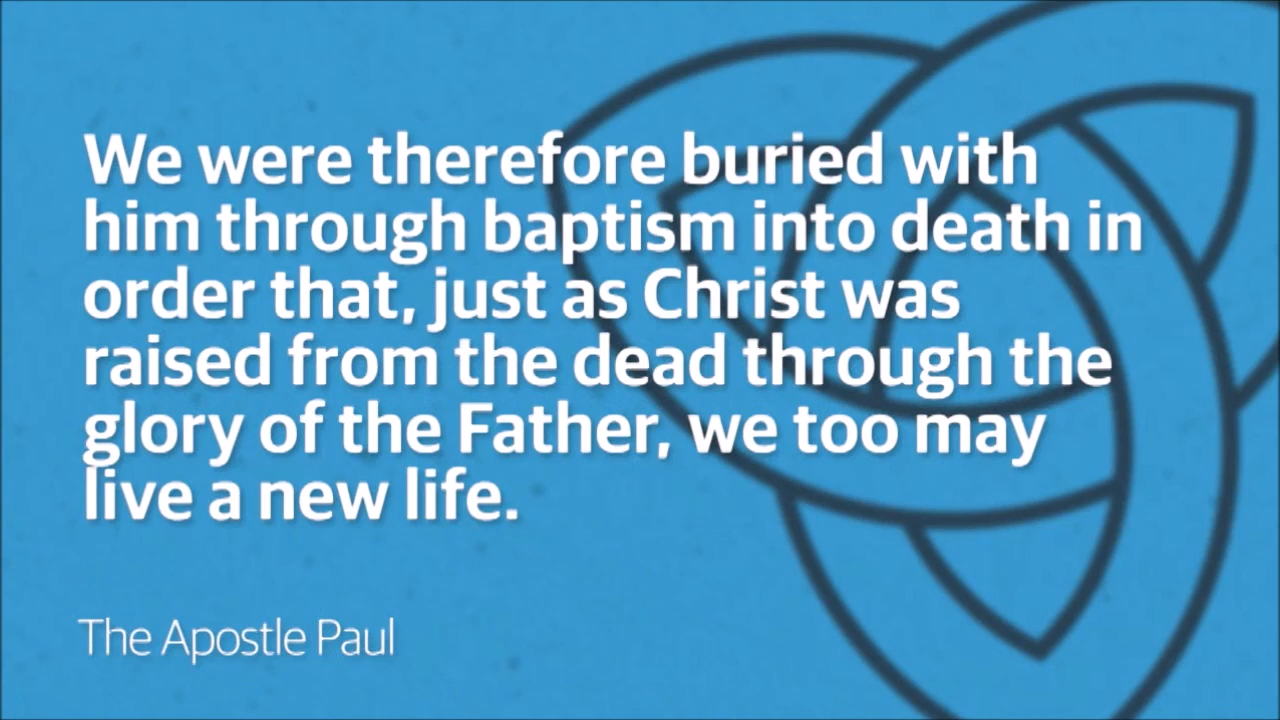 We were therefore buried with
him through baptism into death in
order that, just as Christ was
raised from the dead through the
glory of the Father, we too may
live a new life.
The Apostle Paul